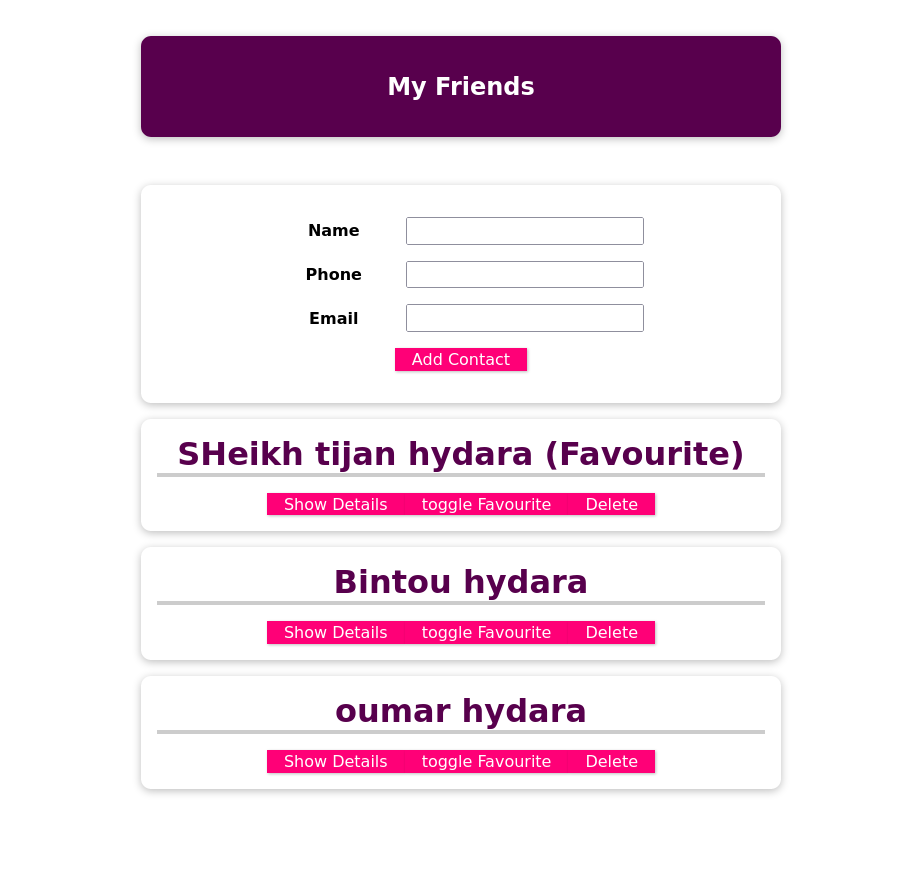 My Friends
Name
Phone
Email
Add Contact
SHeikh tijan hydara (Favourite)
Show Details toggle Favourite Delete
Bintou hydara
Show Details toggle Favourite Delete
oumar hydara
Show Details toggle Favourite Delete